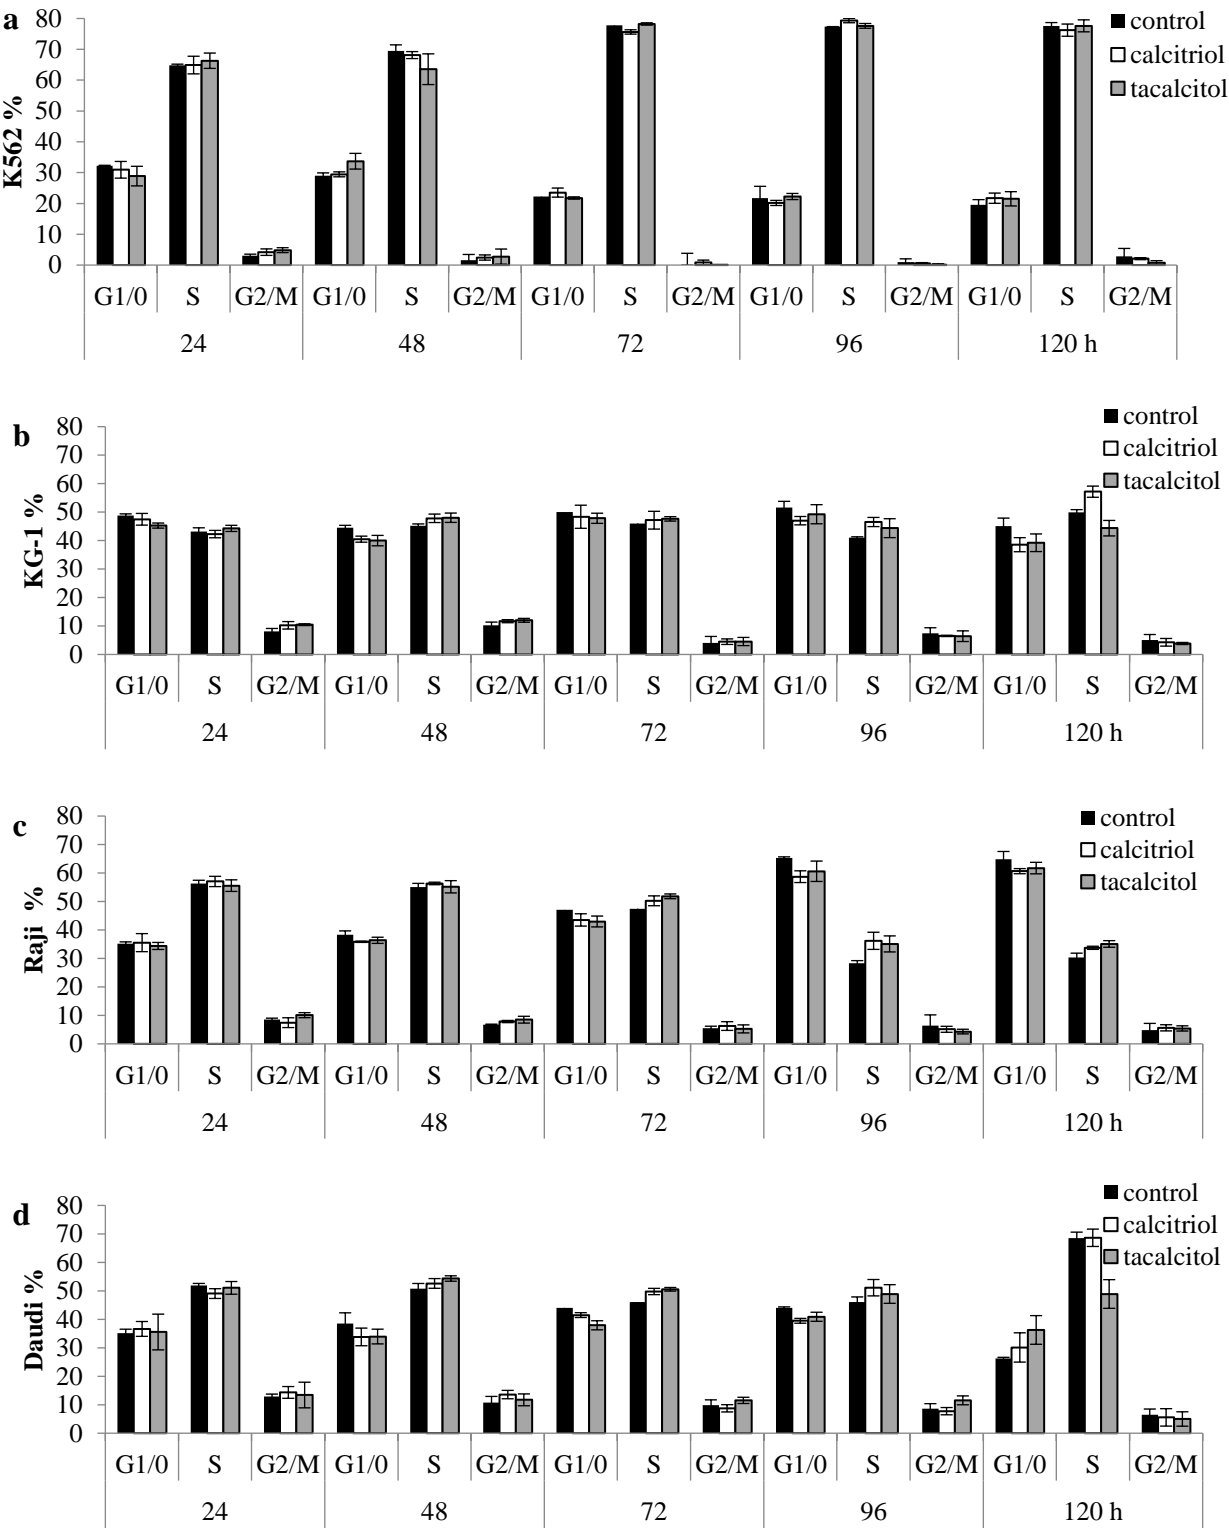 a
K562 %
80
70
60
50
40
30
20
10
0
control
calcitriol
tacalcitol
G1/0 S G2/M G1/0 S G2/M G1/0 S G2/M G1/0 S G2/M G1/0 S G2/M
24 48 72 96 120 h
b
KG-1 %
80
70
60
50
40
30
20
10
0
control
calcitriol
tacalcitol
G1/0 S G2/M G1/0 S G2/M G1/0 S G2/M G1/0 S G2/M G1/0 S G2/M
24 48 72 96 120 h
c
Raji %
80
70
60
50
40
30
20
10
0
control
calcitriol
tacalcitol
G1/0 S G2/M G1/0 S G2/M G1/0 S G2/M G1/0 S G2/M G1/0 S G2/M
24 48 72 96 120 h
d
Daudi %
80
70
60
50
40
30
20
10
0
control
calcitriol
tacalcitol
G1/0 S G2/M G1/0 S G2/M G1/0 S G2/M G1/0 S G2/M G1/0 S G2/M
24 48 72 96 120 h